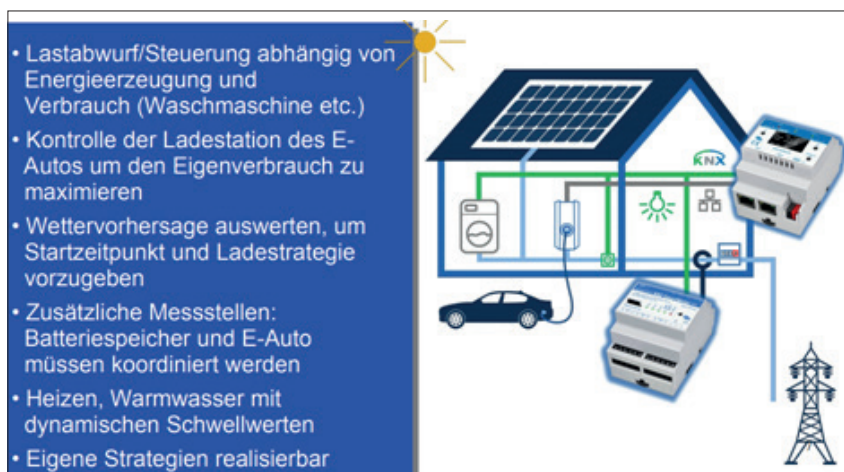 • Lastabwurf/Steuerung abhängig von
Energieerzeugung und
Verbrauch (Waschmaschine etc.)
• Kontrolle der Ladestation des E-
Autos um den Eigenverbrauch zu
maximieren
• Wettervorhersage auswerten, um
Startzeitpunkt und Ladestrategie
vorzugeben
• Zusätzliche Messstellen:
Batteriespeicher und E-Auto
müssen koordiniert werden
• Heizen, Warmwasser mit
dynamischen Schwellwerten
• Eigene Strategien realisierbar
KNX